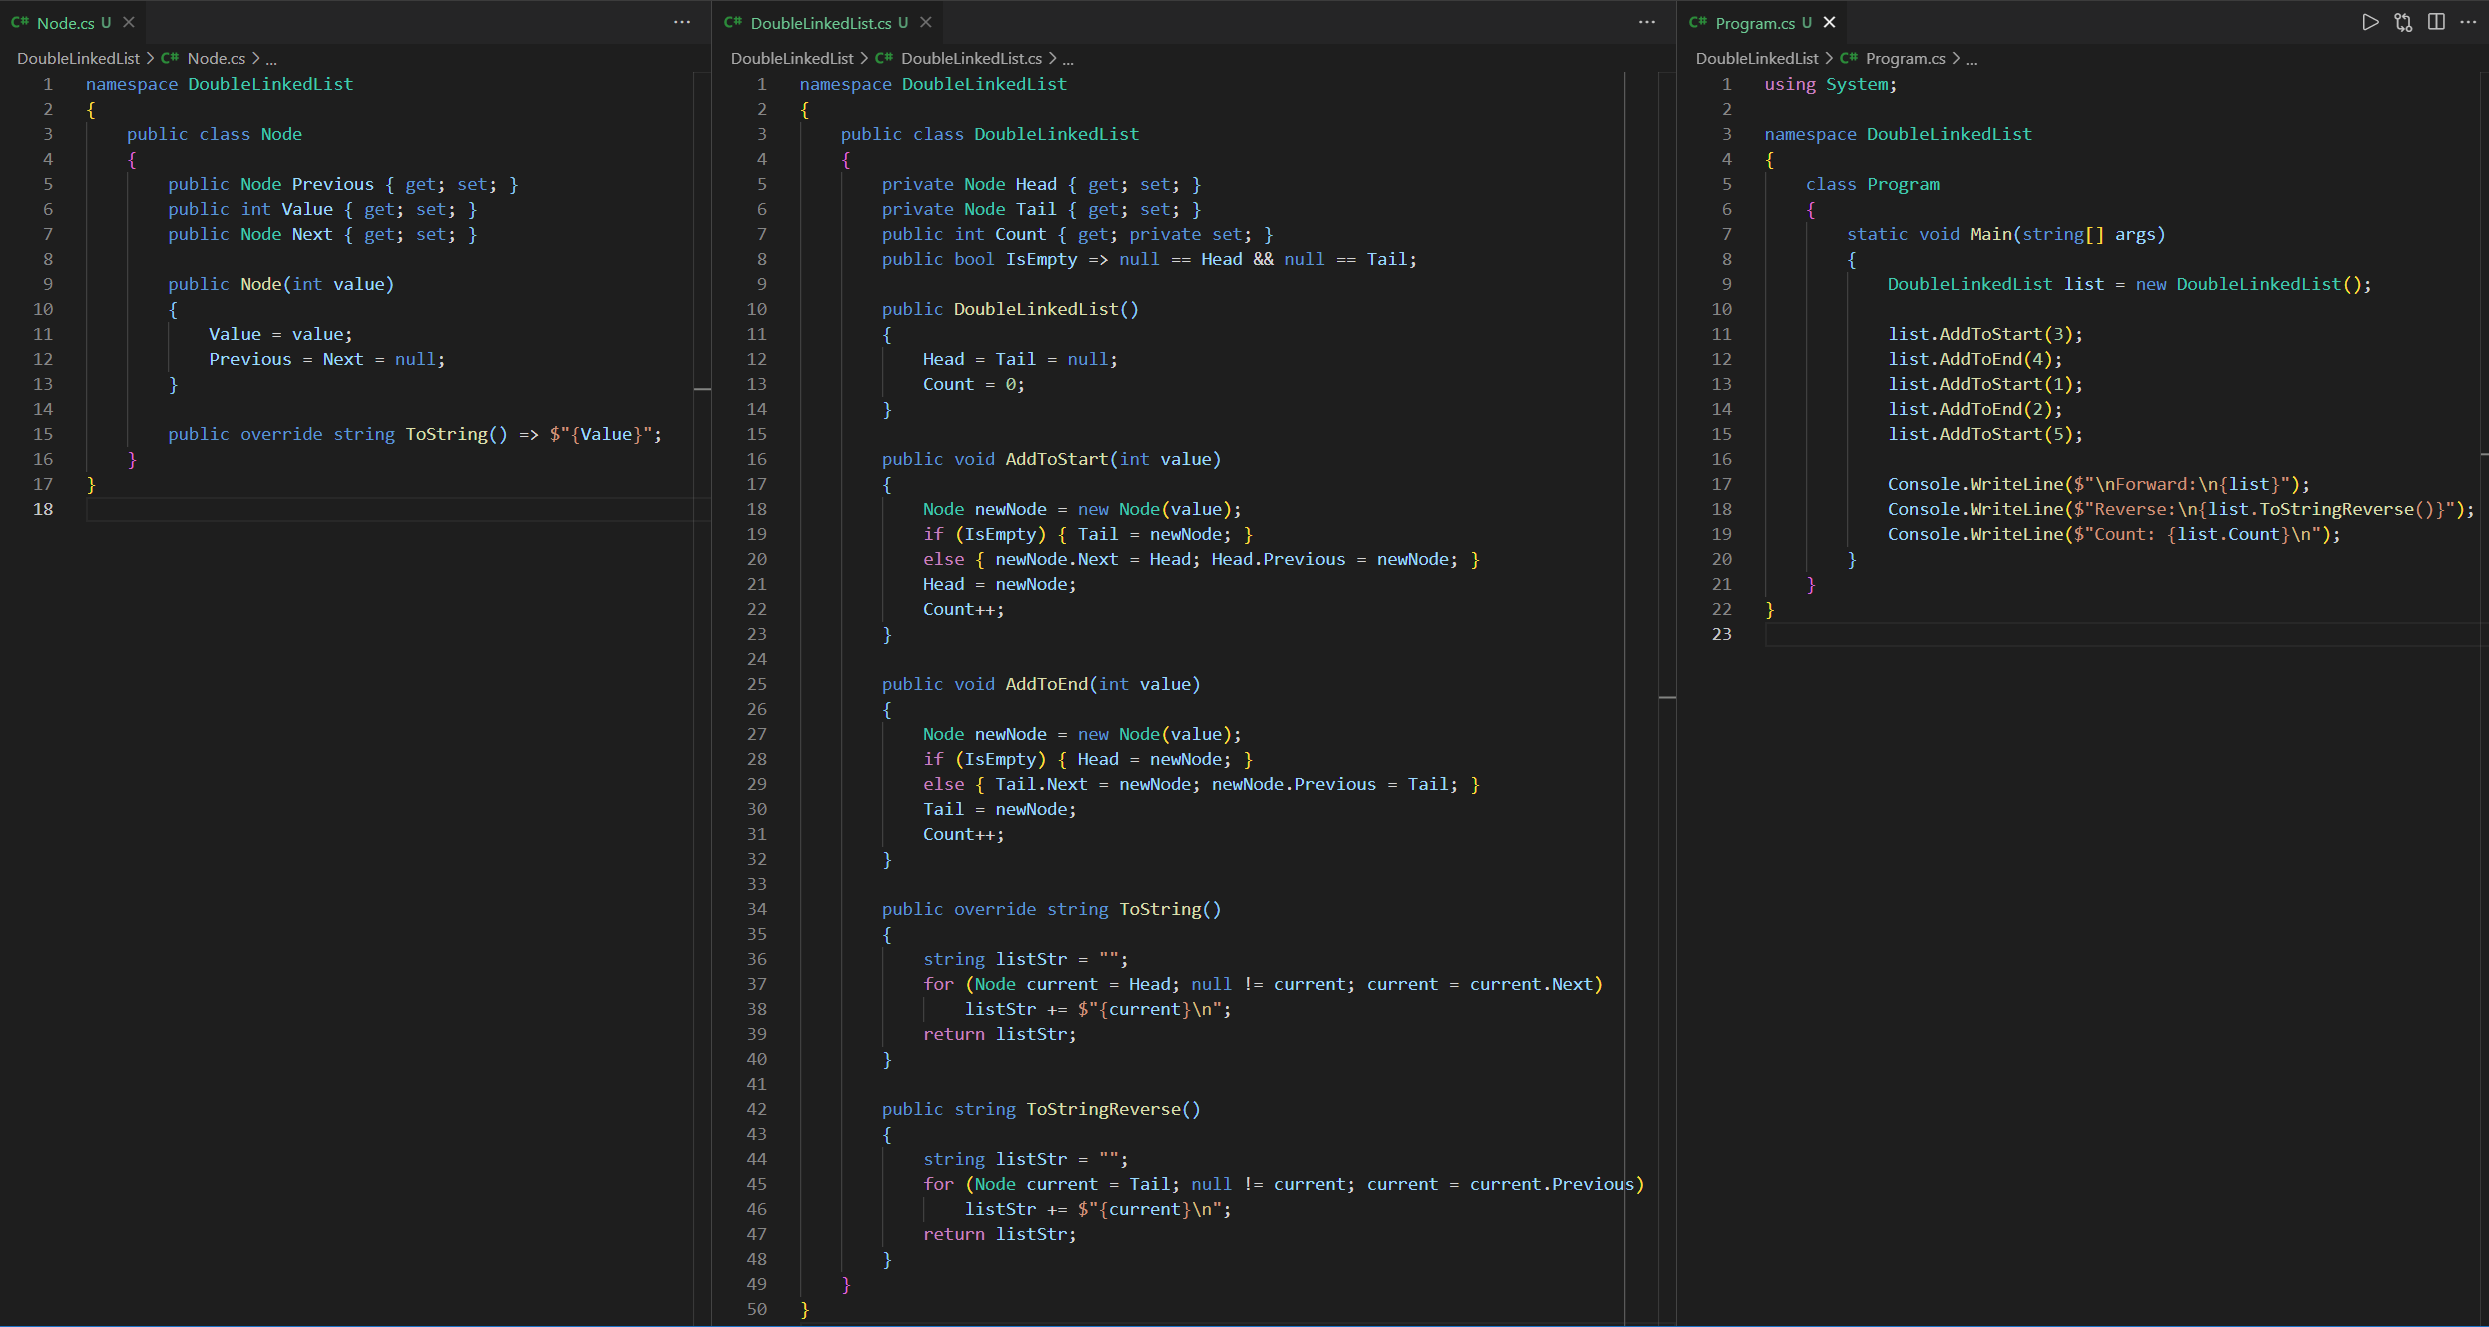 C# Node.cs U
DoubleLinkedList > C# Node.cs > ...
1 namespace DoubleLinkedList
2 {
3     public class Node
4     {
5         public Node Previous { get; set; }
6         public int Value { get; set; }
7         public Node Next { get; set; }
8
9         public Node(int value)
10         {
11             Value = value;
12             Previous = Next = null;
13         }
14
15         public override string ToString() => $"{Value}";
16     }
17 }
18
C# DoubleLinkedList.cs U
DoubleLinkedList > C# DoubleLinkedList.cs > ...
1 namespace DoubleLinkedList
2 {
3     public class DoubleLinkedList
4     {
5         private Node Head { get; set; }
6         private Node Tail { get; set; }
7         public int Count { get; private set; }
8         public bool IsEmpty => null == Head && null == Tail;
9
10         public DoubleLinkedList()
11         {
12             Head = Tail = null;
13             Count = 0;
14         }
15
16         public void AddToStart(int value)
17         {
18             Node newNode = new Node(value);
19             if (IsEmpty) { Tail = newNode; }
20             else { newNode.Next = Head; Head.Previous = newNode; }
21             Head = newNode;
22             Count++;
23         }
24
25         public void AddToEnd(int value)
26         {
27             Node newNode = new Node(value);
28             if (IsEmpty) { Head = newNode; }
29             else { Tail.Next = newNode; newNode.Previous = Tail; }
30             Tail = newNode;
31             Count++;
32         }
33
34         public override string ToString()
35         {
36             string listStr = "";
37             for (Node current = Head; null != current; current = current.Next)
38                 listStr += $"{current}\n";
39             return listStr;
40         }
41
42         public string ToStringReverse()
43         {
44             string listStr = "";
45             for (Node current = Tail; null != current; current = current.Previous)
46                 listStr += $"{current}\n";
47             return listStr;
48         }
49     }
50 }
C# Program.cs U
DoubleLinkedList > C# Program.cs > ...
1 using System;
2
3 namespace DoubleLinkedList
4 {
5     class Program
6     {
7         static void Main(string[] args)
8         {
9             DoubleLinkedList list = new DoubleLinkedList();
10
11             list.AddToStart(3);
12             list.AddToEnd(4);
13             list.AddToStart(1);
14             list.AddToEnd(2);
15             list.AddToStart(5);
16
17             Console.WriteLine($"\nForward:\n{list}");
18             Console.WriteLine($"Reverse:\n{list.ToStringReverse()}");
19             Console.WriteLine($"Count: {list.Count}\n");
20         }
21     }
22 }
23